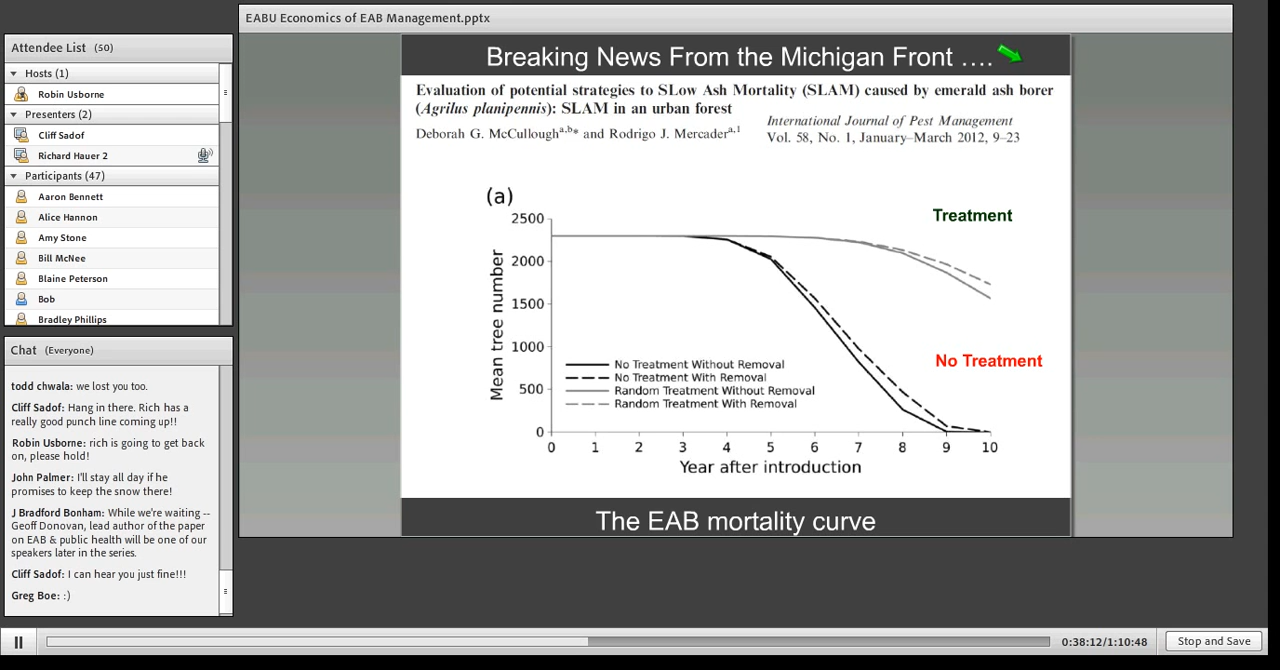 EABU Economics of EAB Management.pptx
Attendee List (50)
Hosts (1)
Robin Usborne
Presenters (2)
Cliff Sadof
Richard Hauer 2
Participants (47)
Aaron Bennett
Alice Hannon
Amy Stone
Bill McNee
Blaine Peterson
Bob
Bradley Phillips
Chat (Everyone)
todd chwala: we lost you too.
Cliff Sadof: Hang in there. Rich has a
really good punch line coming up!!
Robin Usborne: rich is going to get back
on, please hold!
John Palmer: I'll stay all day if he
promises to keep the snow there!
J Bradford Bonham: While we're waiting --
Geoff Donovan, lead author of the paper
on EAB & public health will be one of our
speakers later in the series.
Cliff Sadof: I can hear you just fine!!!
Greg Boe: :)
Breaking News From the Michigan Front ....
Evaluation of potential strategies to SLow Ash Mortality (SLAM) caused by emerald ash borer
(Agrilus planipennis): SLAM in an urban forest
Deborah G. McCullougha,b* and Rodrigo J. Mercadera,1
International Journal of Pest Management
Vol. 58, No. 1, January–March 2012, 9–23
(a)
Treatment
No Treatment
Mean tree number
2500
2000
1500
1000
500
0
No Treatment Without Removal
No Treatment With Removal
Random Treatment Without Removal
Random Treatment With Removal
0 1 2 3 4 5 6 7 8 9 10
Year after introduction
The EAB mortality curve
0:38:12/1:10:48
Stop and Save